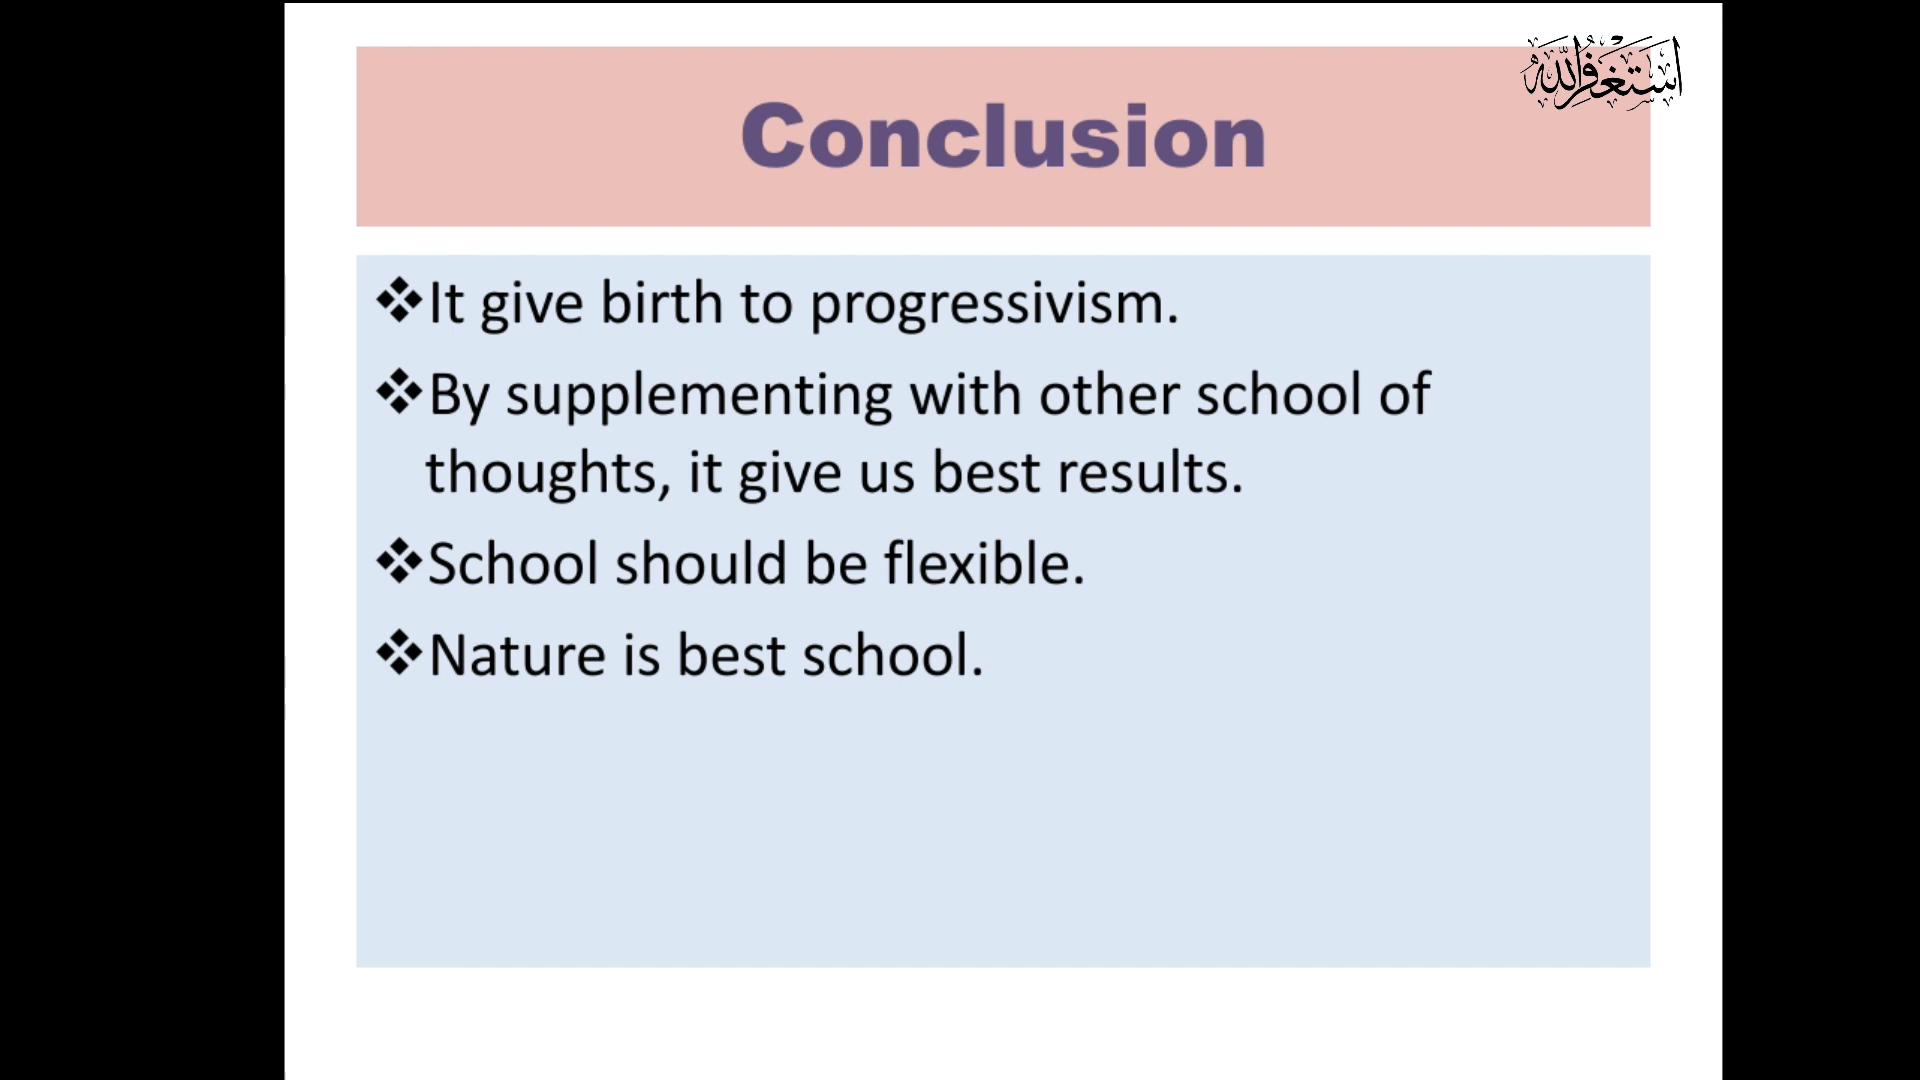 أستغفر الله
Conclusion
❖It give birth to progressivism.
❖By supplementing with other school of
thoughts, it give us best results.
❖School should be flexible.
❖Nature is best school.